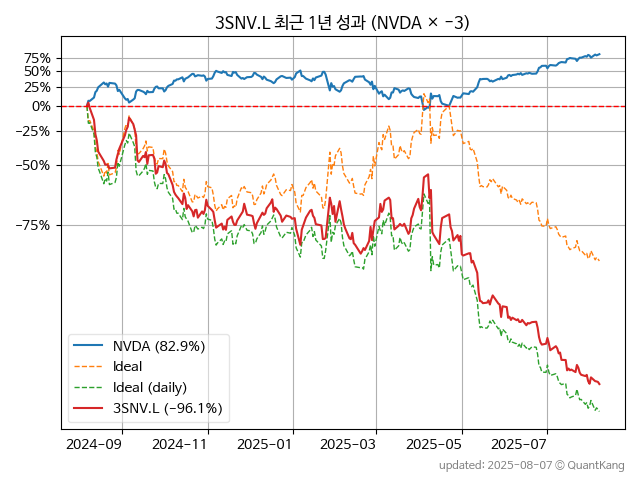 3SNV.L 최근 1년 성과 (NVDA × −3)
75%
50%
25%
0%
−25%
−50%
−75%
NVDA (82.9%)
Ideal
Ideal (daily)
3SNV.L (−96.1%)
2024-09 2024-11 2025-01 2025-03 2025-05 2025-07
updated: 2025-08-07 © QuantKang